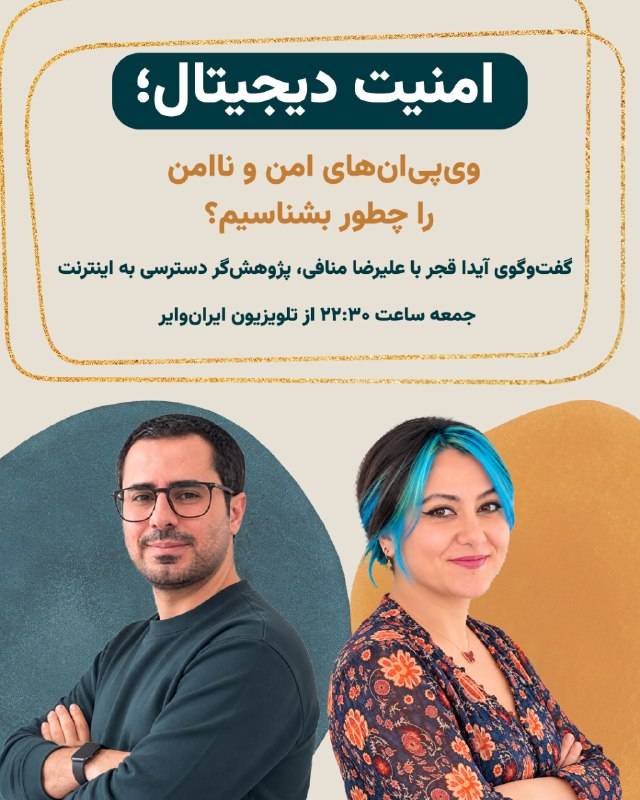 امنیت دیجیتال؛
وی‌پی‌ان‌های امن و ناامن
را چطور بشناسیم؟
گفت‌وگوی آیدا قجر با علیرضا منافی، پژوهش‌گر دسترسی به اینترنت
جمعه ساعت ۲۲:۳۰ از تلویزیون ایران‌وایر